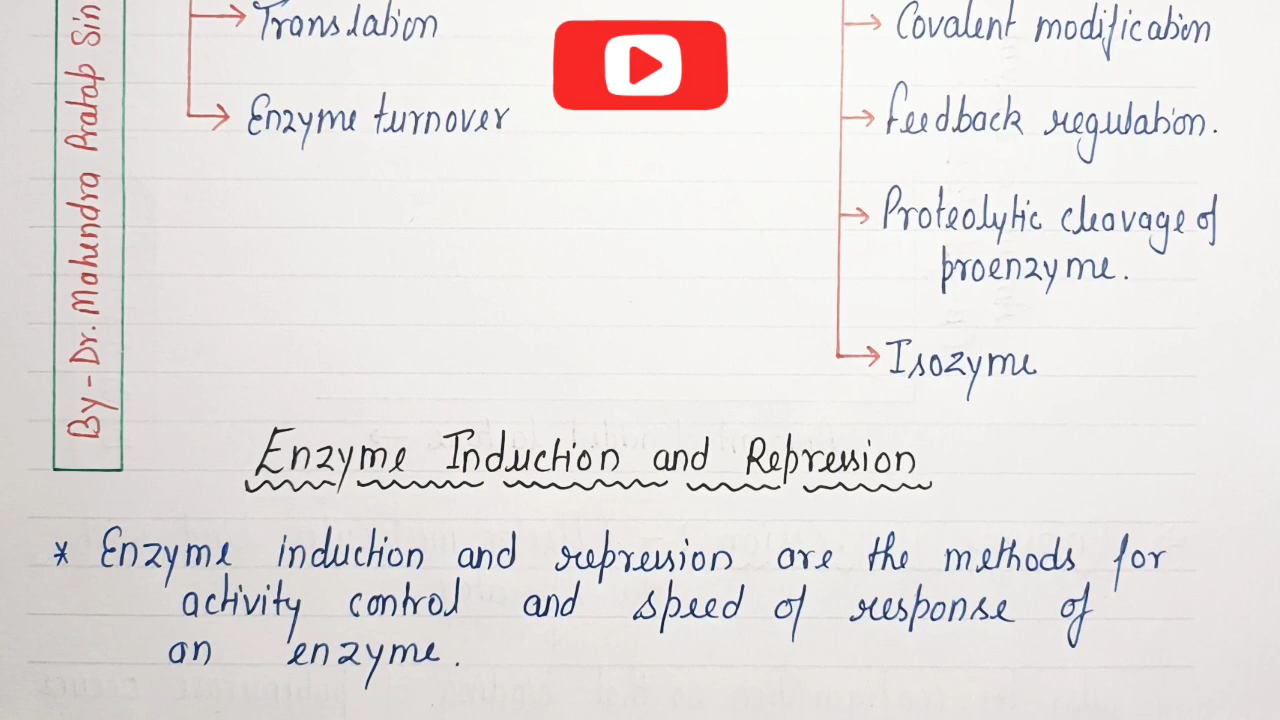 By - Dr. Mahendra Pratap Sin
Translation
Enzyme turnover
Covalent modification
Feedback regulation.
Proteolytic cleavage of
proenzyme.
Isozyme
Enzyme Induction and Repression
* Enzyme induction and repression are the methods for
activity control and speed of response of
an enzyme.